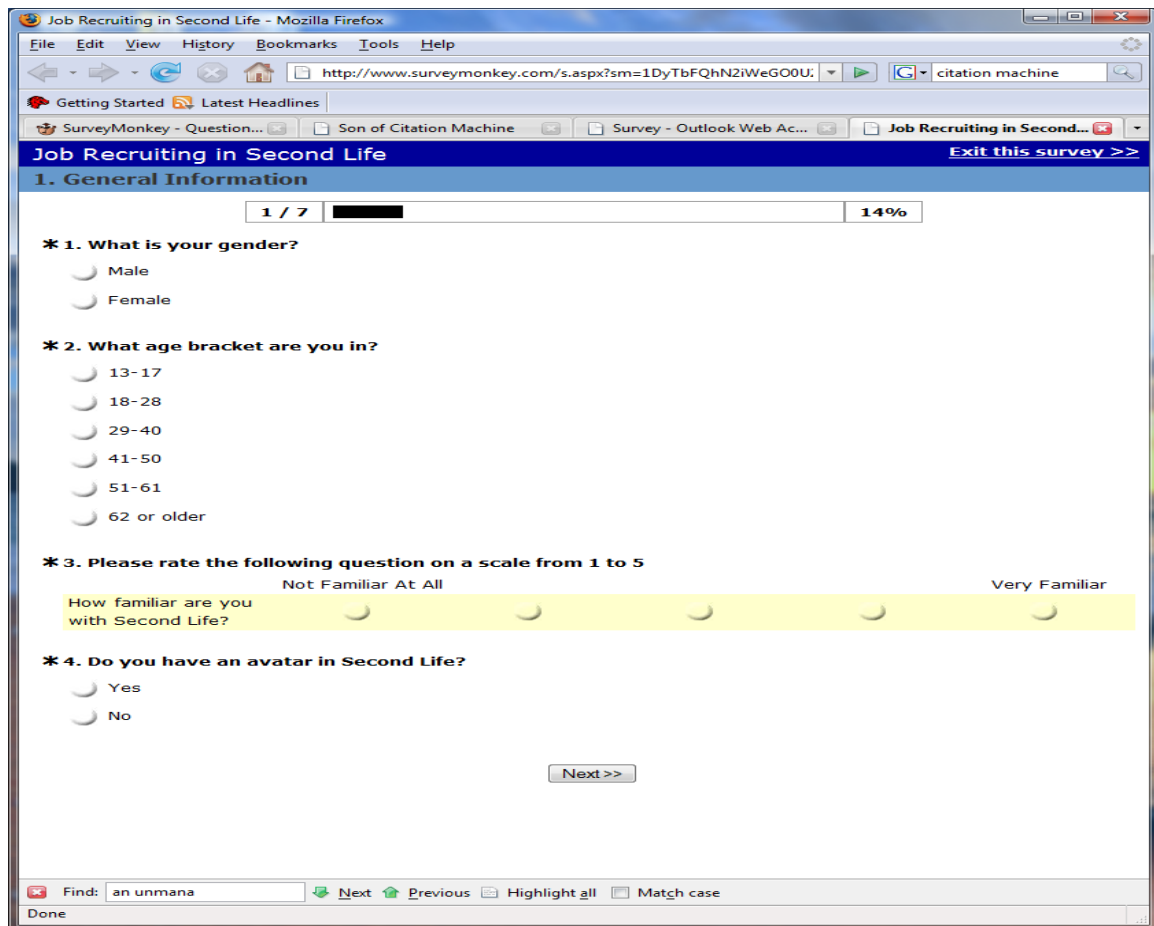 Job Recruiting in Second Life - Mozilla Firefox
File Edit View History Bookmarks Tools Help
http://www.surveymonkey.com/s.aspx?sm=1DyTbFQhN2iWeGO0U citation machine
Getting Started Latest Headlines
SurveyMonkey - Question... Son of Citation Machine Survey - Outlook Web Ac... Job Recruiting in Second...
Job Recruiting in Second Life Exit this survey >>
1. General Information
1 / 7 14%
* 1. What is your gender?
Male
Female
* 2. What age bracket are you in?
13-17
18-28
29-40
41-50
51-61
62 or older
* 3. Please rate the following question on a scale from 1 to 5
Not Familiar At All Very Familiar
How familiar are you
with Second Life?
* 4. Do you have an avatar in Second Life?
Yes
No
Next >>
Find: an unmana Next Previous Highlight all Match case
Done